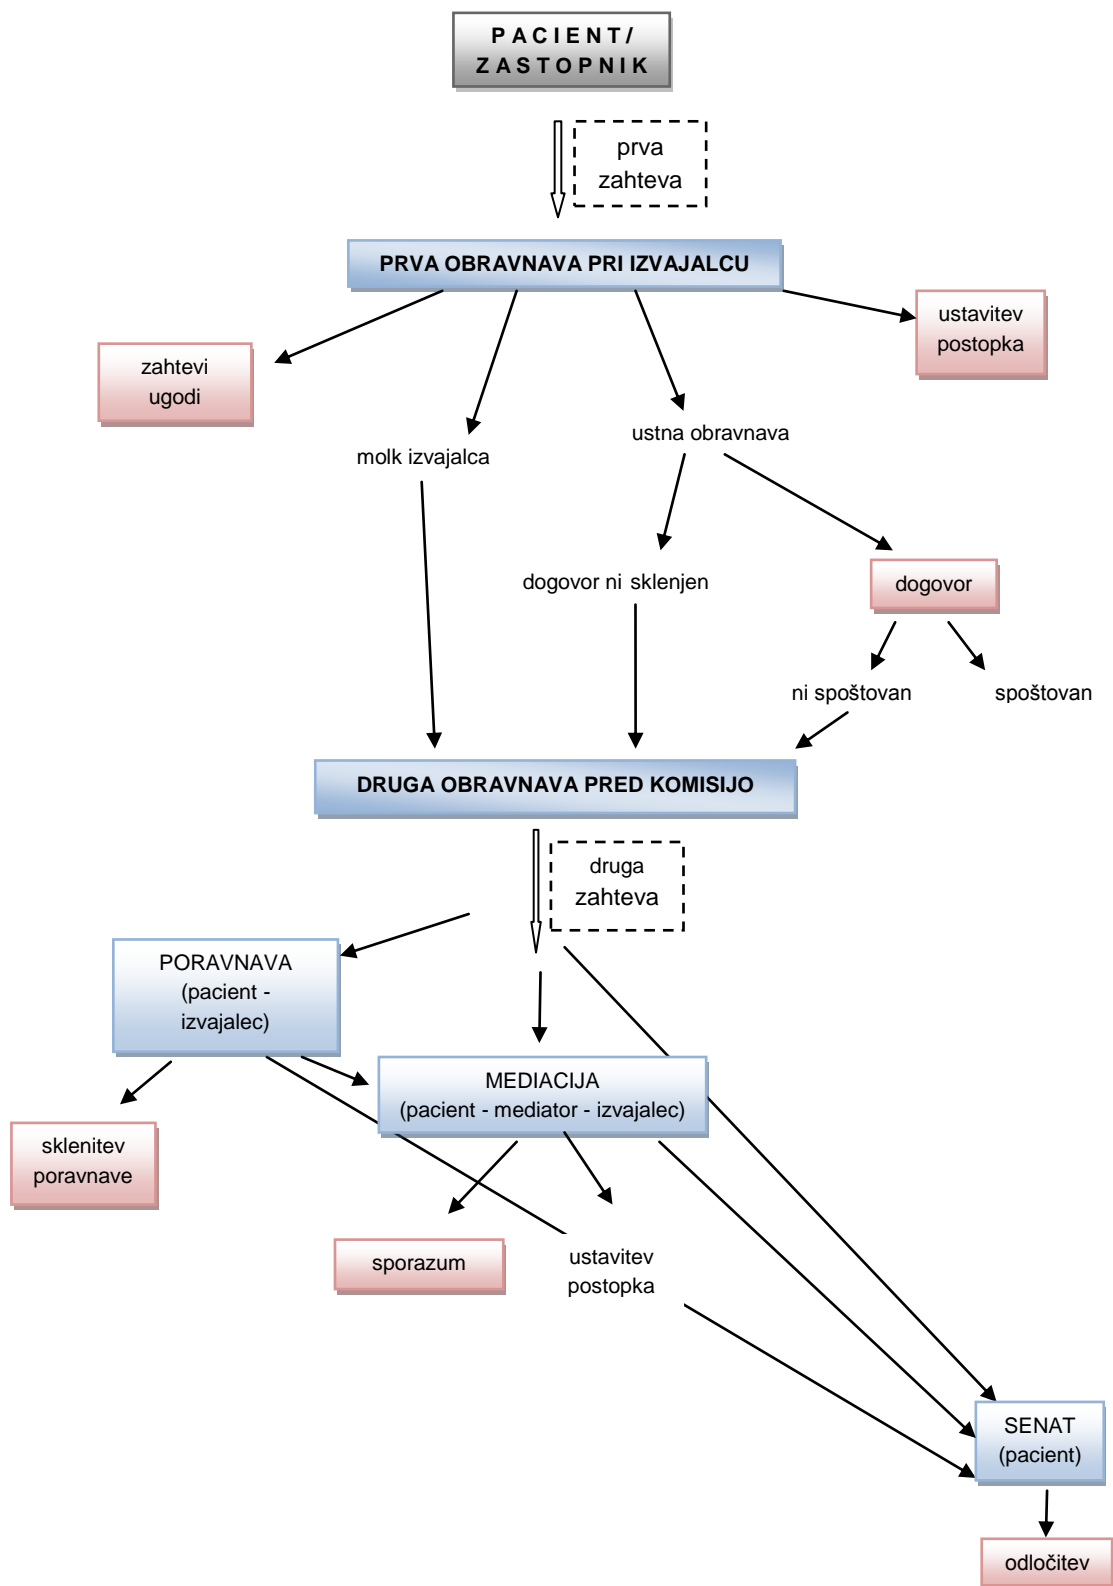 PACIENT/
ZASTOPNIK
prva
zahteva
PRVA OBRAVNAVA PRI IZVAJALCU
ustavitev
postopka
zahtevi
ugodi
ustna obravnava
molk izvajalca
dogovor ni sklenjen
dogovor
ni spoštovan
spoštovan
DRUGA OBRAVNAVA PRED KOMISIJO
druga
zahteva
PORAVNAVA
(pacient -
izvajalec)
MEDIACIJA
(pacient - mediator - izvajalec)
sklenitev
poravnave
sporazum
ustavitev
postopka
SENAT
(pacient)
odločitev